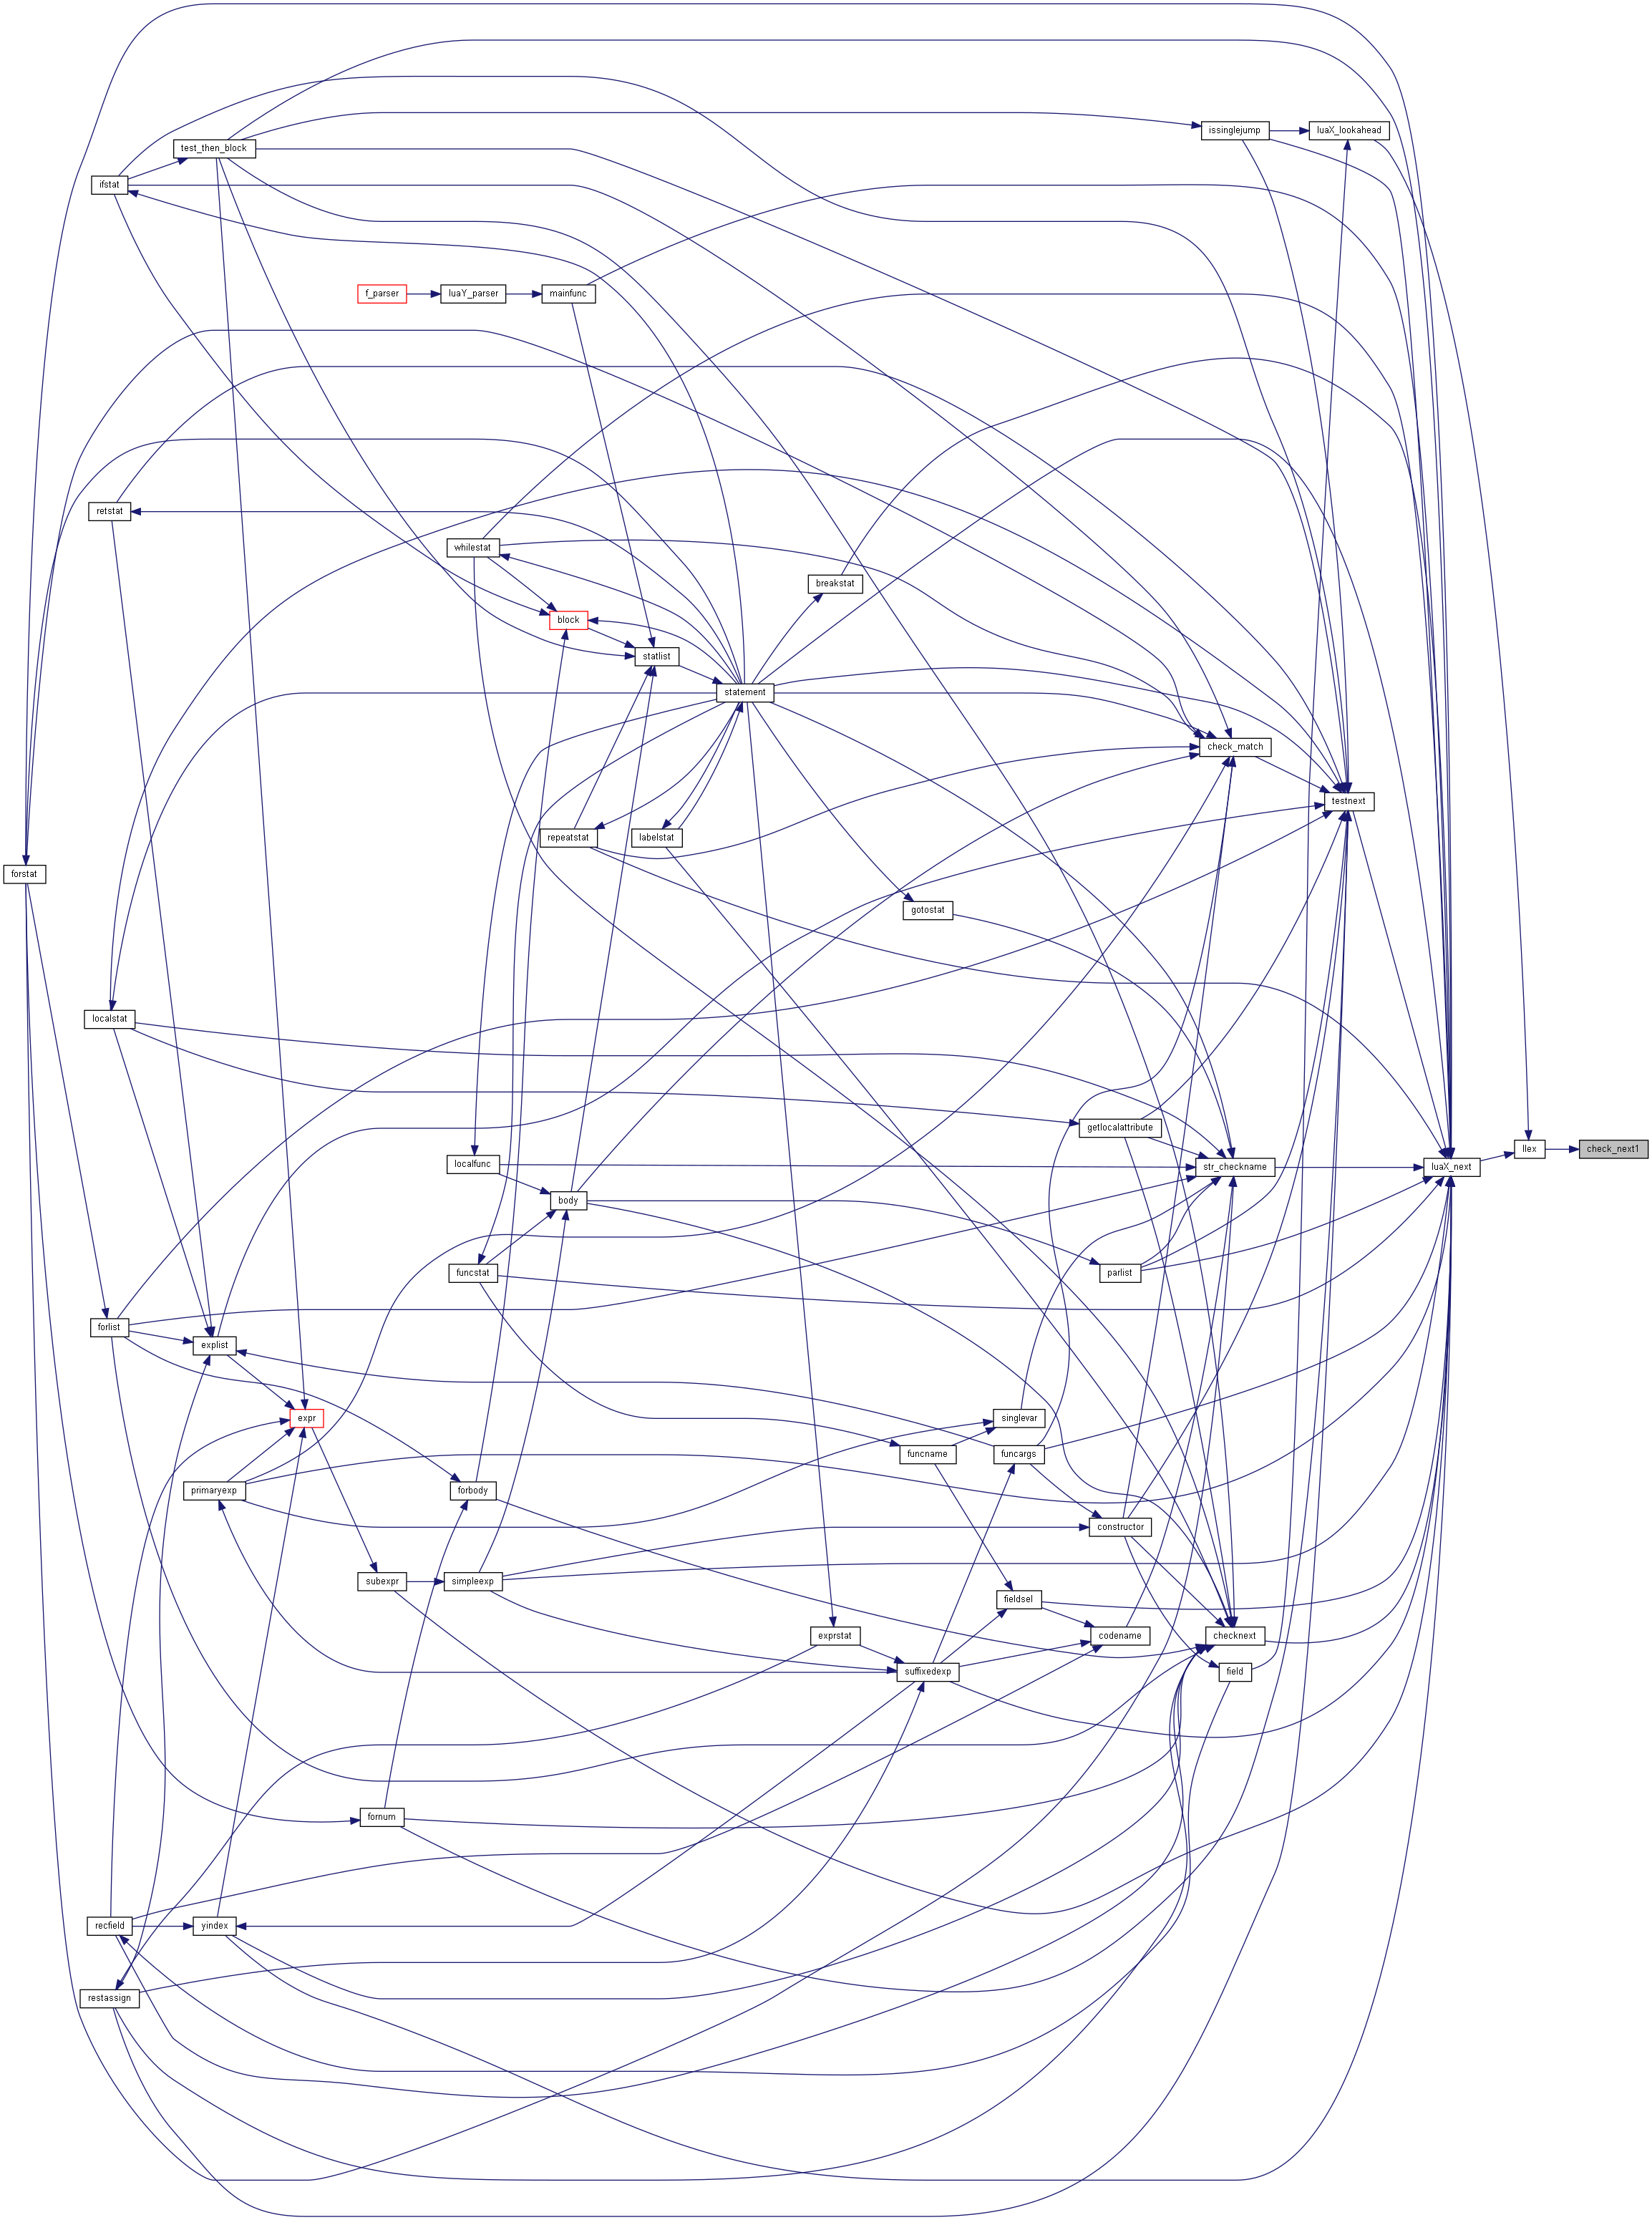 issinglejump
luaX_lookahead
test_then_block
ifstat
f_parser
luaY_parser
mainfunc
retstat
whilestat
breakstat
block
statlist
statement
check_match
testnext
repeatstat
labelstat
forstat
gotostat
localstat
getlocalattribute
llex
check_next1
localfunc
str_checkname
luaX_next
body
funcstat
parlist
forlist
explist
expr
singlevar
funcname
funcargs
primaryexp
forbody
constructor
subexpr
simpleexp
fieldsel
exprstat
codename
checknext
suffixedexp
field
fornum
recfield
yindex
restassign